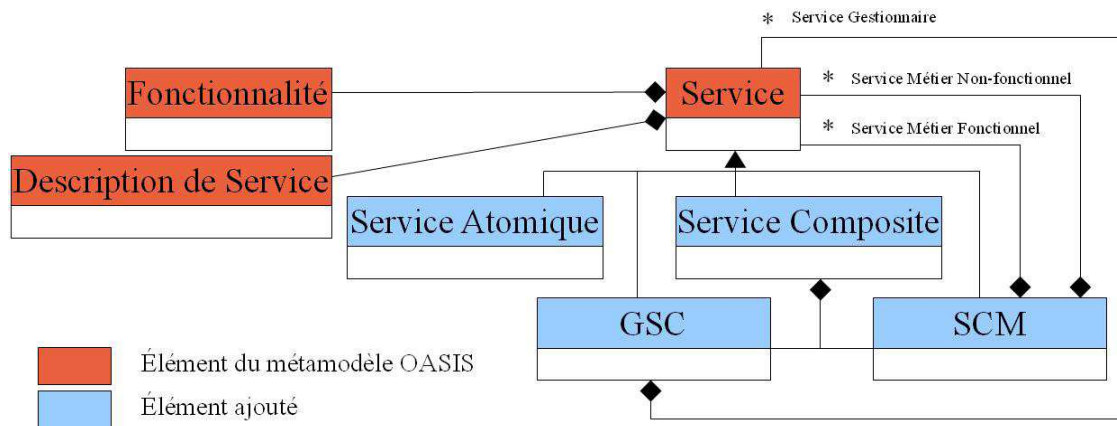 * Service Gestionnaire
Fonctionnalité
Service
* Service Métier Non-fonctionnel
* Service Métier Fonctionnel
Description de Service
Service Atomique
Service Composite
GSC
SCM
Élément du métamodèle OASIS
Élément ajouté